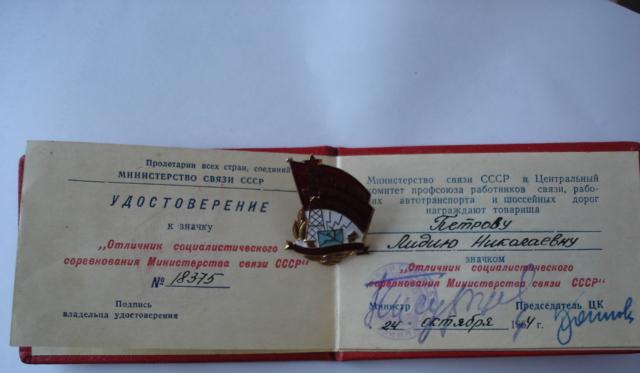 Пролетарии всех стран, соединяй
МИНИСТЕРСТВО СВЯЗИ СССР
УДОСТОВЕРЕНИЕ
к значку
„Отличник социалистического
соревнования Министерства связи СССР"
№ 18375
Подпись
владельца удостоверения
Министерство связи СССР и Центральный
комитет профсоюза работников связи, рабо-
их автотранспорта и шоссейных дорог
награждают товарища
Петрову
Лидию Николаевну
значком
„Отличник социалистического
соревнования Министерства связи СССР"
Министр Председатель ЦК
24 октября 1964 г.